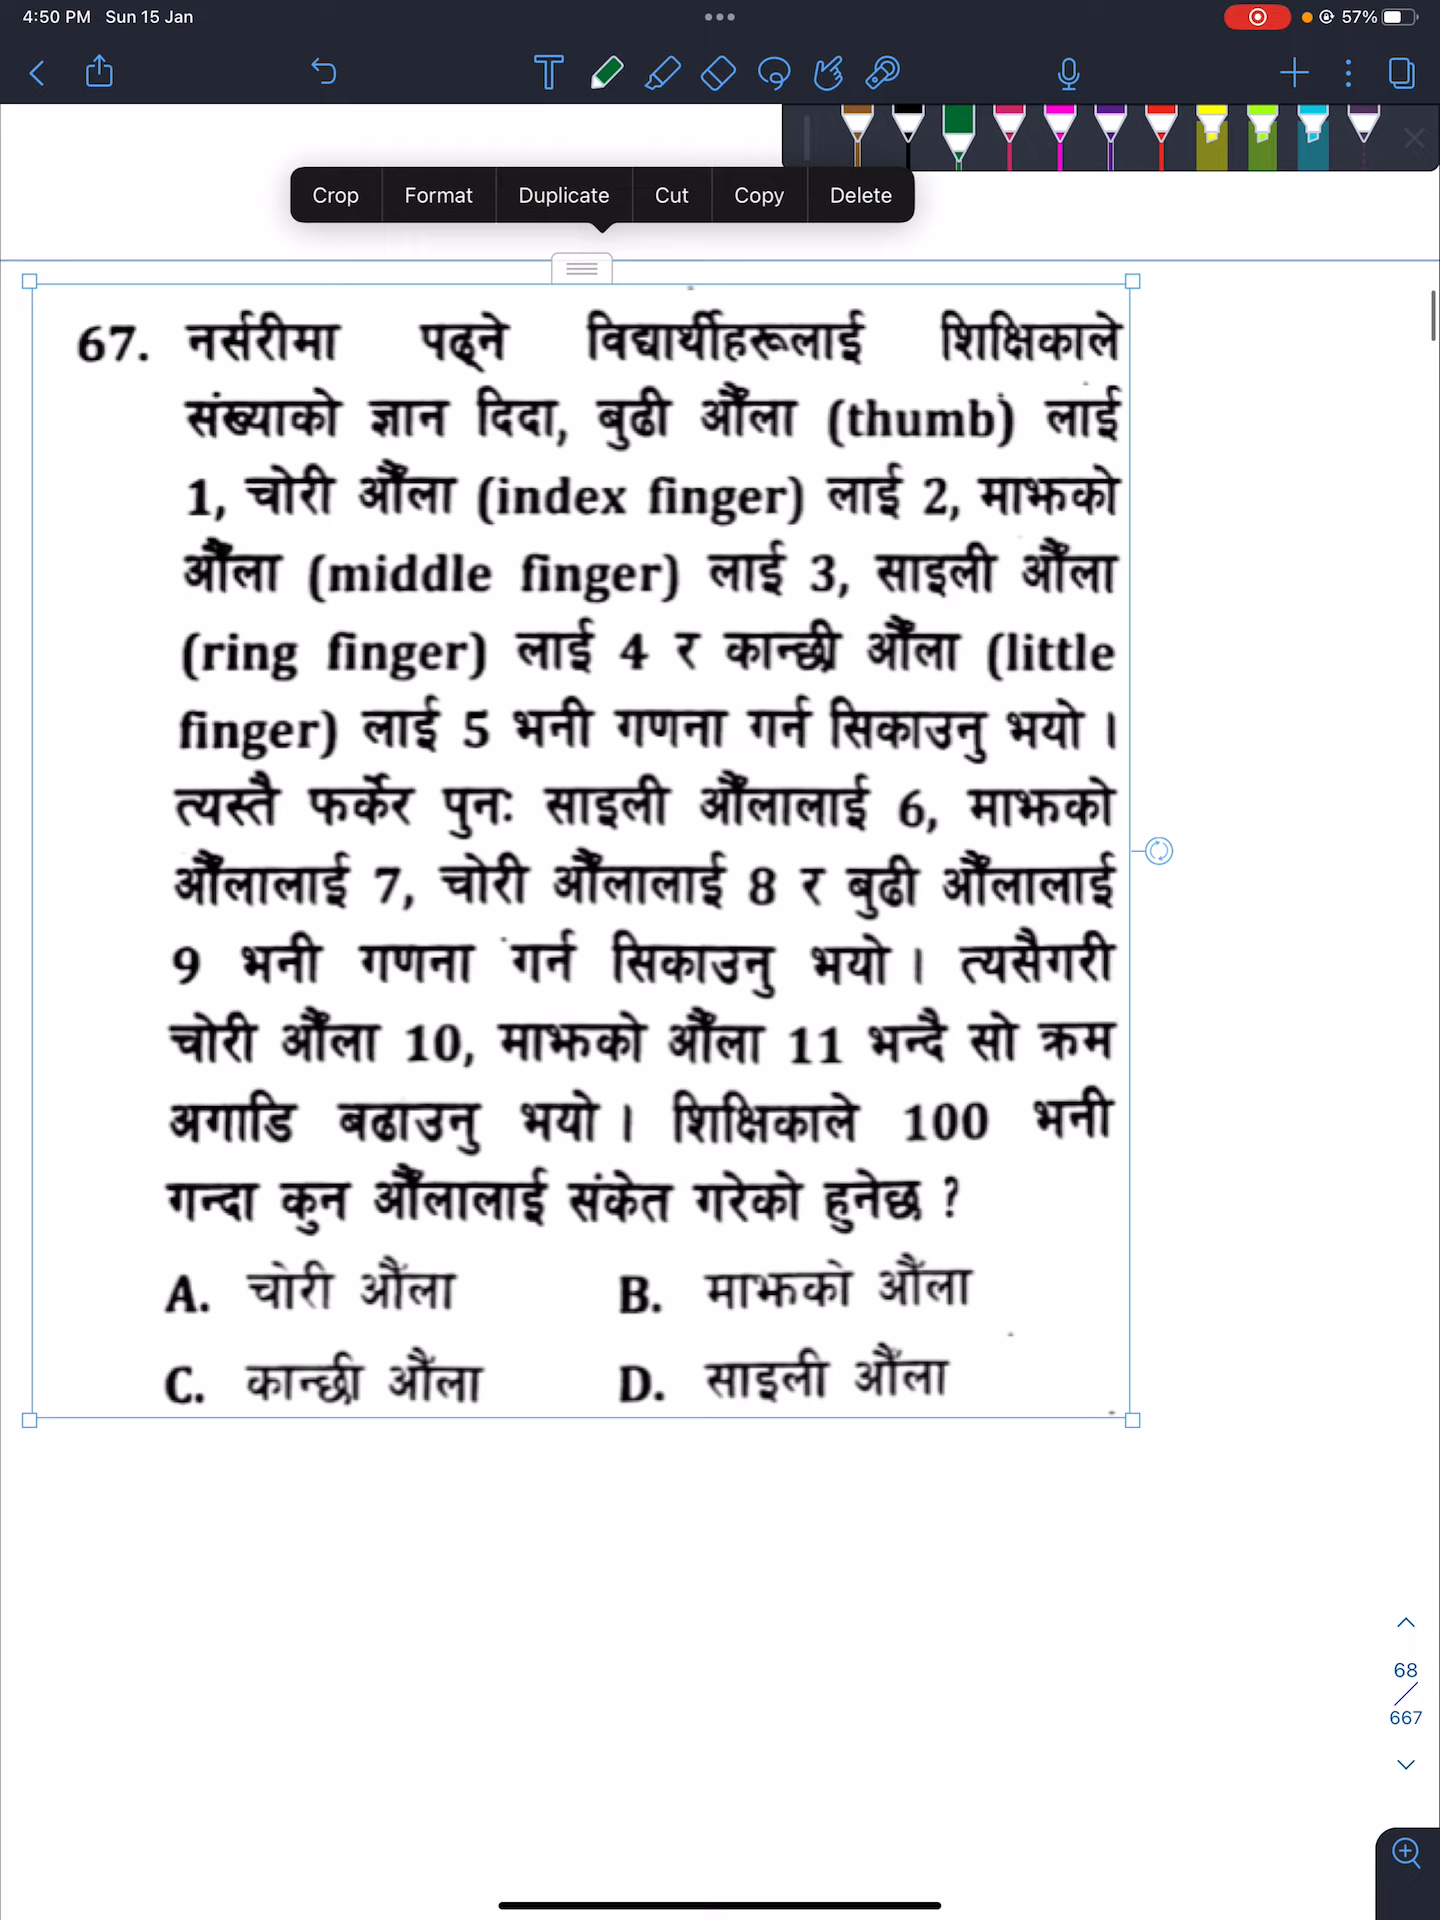 4:50 PM Sun 15 Jan
57%
Crop Format Duplicate Cut Copy Delete
67. नर्सरीमा पढ्ने विद्यार्थीहरूलाई शिक्षिकाले
संख्याको ज्ञान दिदा, बुढी औँला (thumb) लाई
1, चोरी औँला (index finger) लाई 2, माझको
औँला (middle finger) लाई 3, साइली औँला
(ring finger) लाई 4 र कान्छी औँला (little
finger) लाई 5 भनी गणना गर्न सिकाउनु भयो ।
त्यस्तै फर्केर पुनः साइली औँलालाई 6, माझको
औँलालाई 7, चोरी औँलालाई 8 र बुढी औँलालाई
9 भनी गणना गर्न सिकाउनु भयो । त्यसैगरी
चोरी औँला 10, माझको औँला 11 भन्दै सो क्रम
अगाडि बढाउनु भयो । शिक्षिकाले 100 भनी
गन्दा कुन औँलालाई संकेत गरेको हुनेछ ?
A. चोरी औँला B. माझको औँला
C. कान्छी औँला D. साइली औँला
68
/
667